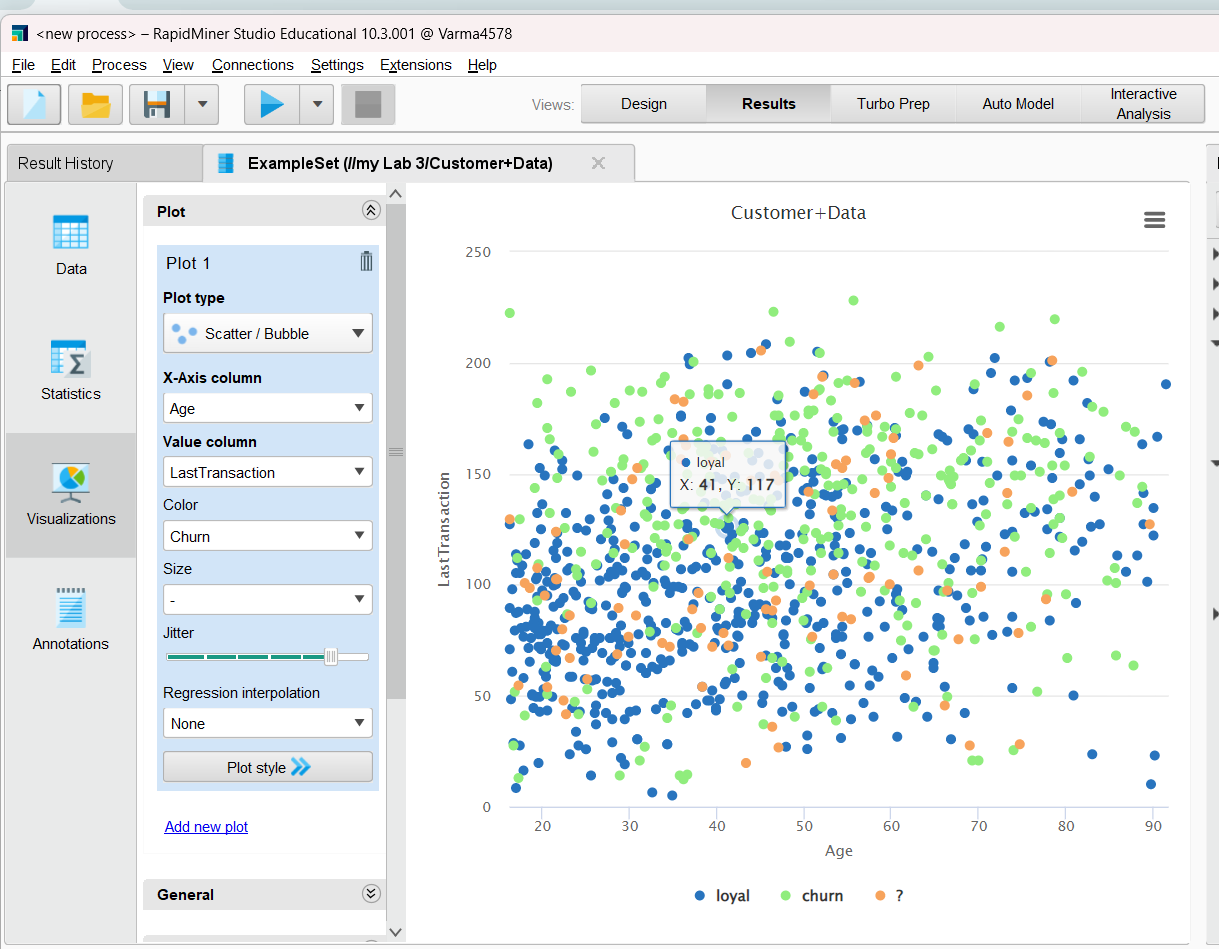 <new process> – RapidMiner Studio Educational 10.3.001 @ Varma4578
File Edit Process View Connections Settings Extensions Help
Views: Design Results Turbo Prep Auto Model Interactive Analysis
Result History ExampleSet (//my Lab 3/Customer+Data)
Data
Statistics
Visualizations
Annotations
Plot
Plot 1
Plot type
Scatter / Bubble
X-Axis column
Age
Value column
LastTransaction
Color
Churn
Size
-
Jitter
Regression interpolation
None
Plot style
Add new plot
General
Customer+Data
250
200
150
100
50
0
LastTransaction
loyal
X: 41, Y: 117
20 30 40 50 60 70 80 90
Age
loyal churn ?